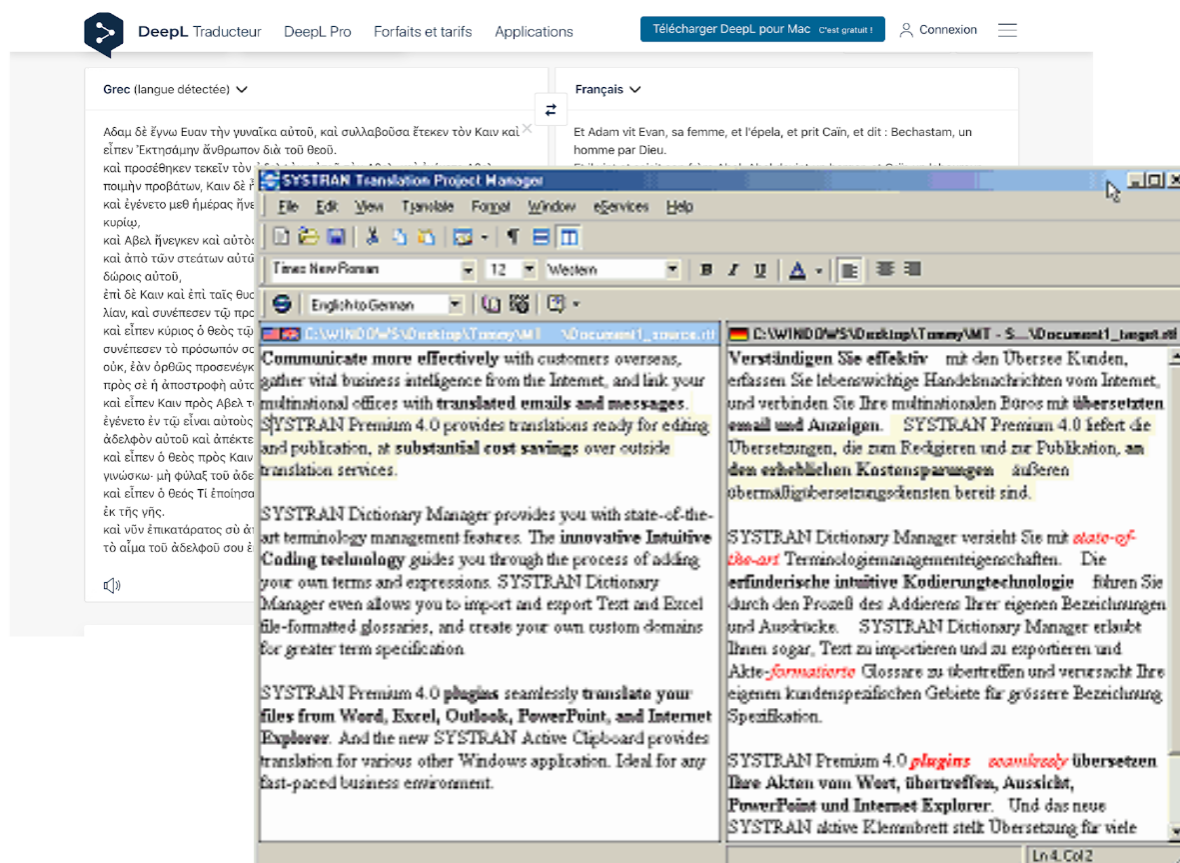 DeepL Traducteur DeepL Pro Forfaits et tarifs Applications Télécharger DeepL pour Mac C'est gratuit ! Connexion
Grec (langue détectée)
Français
Αδαμ δὲ ἔγνω Ευαν τὴν γυναῖκα αὐτοῦ, καὶ συλλαβοῦσα ἔτεκεν τὸν Καιν καὶ
εἶπεν Ἐκτησάμην ἄνθρωπον διὰ τοῦ θεοῦ.
καὶ προσέθηκεν τεκεῖν τὸν
ποιμὴν προβάτων, Καιν δὲ
καὶ ἐγένετο μεθ ἡμέρας
κυρίῳ,
καὶ Αβελ ἤνεγκεν καὶ
καὶ ἀπὸ τῶν στεάτων
δώροις αὐτοῦ,
ἐπὶ δὲ Καιν καὶ ἐπὶ ταῖς
λίαν, καὶ συνέπεσεν τῷ
καὶ εἶπεν κύριος ὁ θεὸς τῷ
συνέπεσεν τὸ πρόσωπόν
οὐκ, ἐὰν ὀρθῶς
πρὸς σὲ ἡ ἀποστροφὴ
καὶ εἶπεν Καιν πρὸς Αβελ
ἐγένετο ἐν τῷ εἶναι αὐτοὺς
ἀδελφὸν αὐτοῦ καὶ
καὶ εἶπεν ὁ θεὸς πρὸς Καιν
γινώσκω· μὴ φύλαξ τοῦ
καὶ εἶπεν ὁ θεός Τί
ἐκ τῆς γῆς.
καὶ νῦν ἐπικατάρατος σὺ
τὸ αἷμα τοῦ ἀδελφοῦ σου
Et Adam vit Evan, sa femme, et l'épela, et prit Caïn, et dit : Bechastam, un
homme par Dieu.
SYSTRAN Translation Project Manager
File Edit View Translate Format Window eServices Help
Times New Roman 12 Western B I U A
English to German
C:\WINDOWS\Desktop\Tommy\MT \Document1_source.rtf
Communicate more effectively with customers overseas,
gather vital business intelligence from the Internet, and link your
multinational offices with translated emails and messages.
SYSTRAN Premium 4.0 provides translations ready for editing
and publication, at substantial cost savings over outside
translation services.
SYSTRAN Dictionary Manager provides you with state-of-the-
art terminology management features. The innovative Intuitive
Coding technology guides you through the process of adding
your own terms and expressions. SYSTRAN Dictionary
Manager even allows you to import and export Text and Excel
file-formatted glossaries, and create your own custom domains
for greater term specification
SYSTRAN Premium 4.0 plugins seamlessly translate your
files from Word, Excel, Outlook, PowerPoint, and Internet
Explorer. And the new SYSTRAN Active Clipboard provides
translation for various other Windows application. Ideal for any
fast-paced business environment.
C:\WINDOWS\Desktop\Tommy\MT - S...\Document1_target.rtf
Verständigen Sie effektiv mit den Übersee Kunden,
erfassen Sie lebenswichtige Handelsnachrichten vom Internet,
und verbinden Sie Ihre multinationalen Büros mit übersetzten
email und Anzeigen. SYSTRAN Premium 4.0 liefert die
Übersetzungen, die zum Redigieren und zur Publikation, an
den erheblichen Kostensparungen äußeren
übermäßigübersetzungsdiensten bereit sind.
SYSTRAN Dictionary Manager versieht Sie mit state-of-
the-art Terminologiemanagementeigenschaften. Die
erfinderische intuitive Kodierungtechnologie führen Sie
durch den Prozeß des Addierens Ihrer eigenen Bezeichnungen
und Ausdrücke. SYSTRAN Dictionary Manager erlaubt
Ihnen sogar, Text zu importieren und zu exportieren und
Akte-formatierte Glossare zu übertreffen und verursacht Ihre
eigenen kundenspezifischen Gebiete für grössere Bezeichnung
Spezifikation.
SYSTRAN Premium 4.0 plugins seamlessly übersetzen
Ihre Akten vom Wort, übertreffen, Aussicht,
PowerPoint und Internet Explorer. Und das neue
SYSTRAN aktive Klemmbrett stellt Übersetzung für viele
Ln 4, Col 2